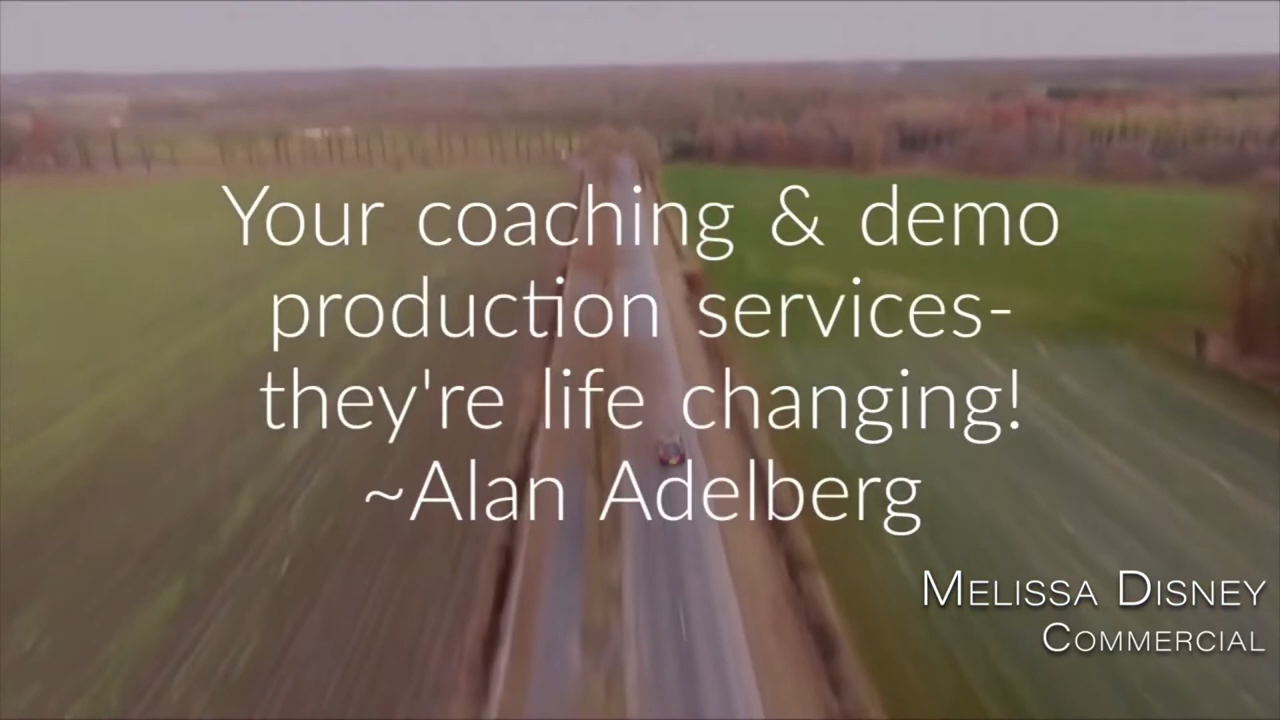 Your coaching & demo
production services-
they're life changing!
~Alan Adelberg
Melissa Disney
Commercial